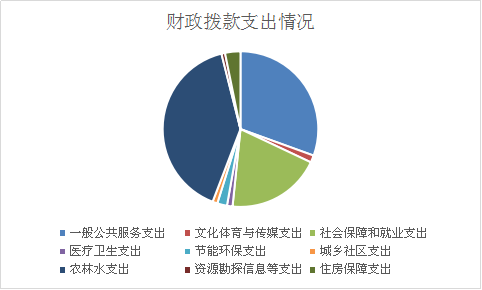 财政拨款支出情况
一般公共服务支出 文化体育与传媒支出 社会保障和就业支出
医疗卫生支出 节能环保支出 城乡社区支出
农林水支出 资源勘探信息等支出 住房保障支出